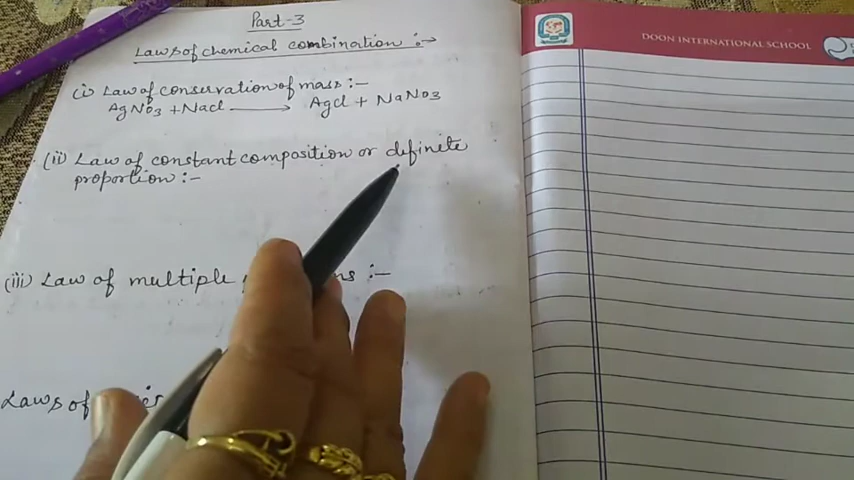 Part-3
Laws of chemical combination :→
(i) Law of conservation of mass :-
AgNO3 + Nacl ⟶ Agcl + NaNO3
(ii) Law of constant composition or definite
proportion :-
(iii) Law of multiple ns :-
Laws of
DOON INTERNATIONAL SCHOOL